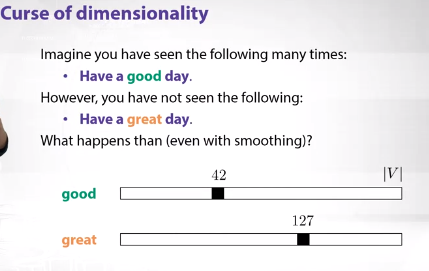 Curse of dimensionality
Imagine you have seen the following many times:
• Have a good day.
However, you have not seen the following:
• Have a great day.
What happens than (even with smoothing)?
42 |V|
good
127
great